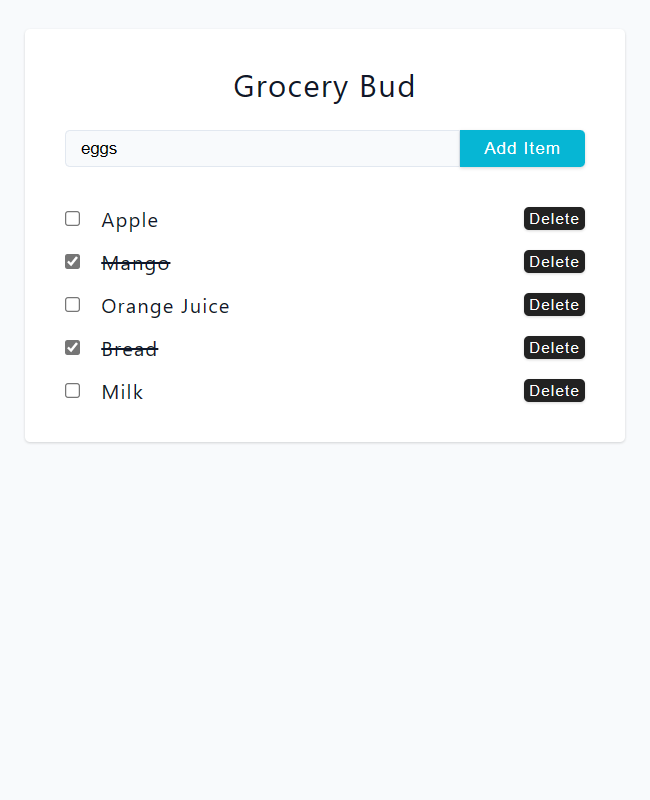 Grocery Bud
eggs Add Item
Apple Delete
Mango Delete
Orange Juice Delete
Bread Delete
Milk Delete